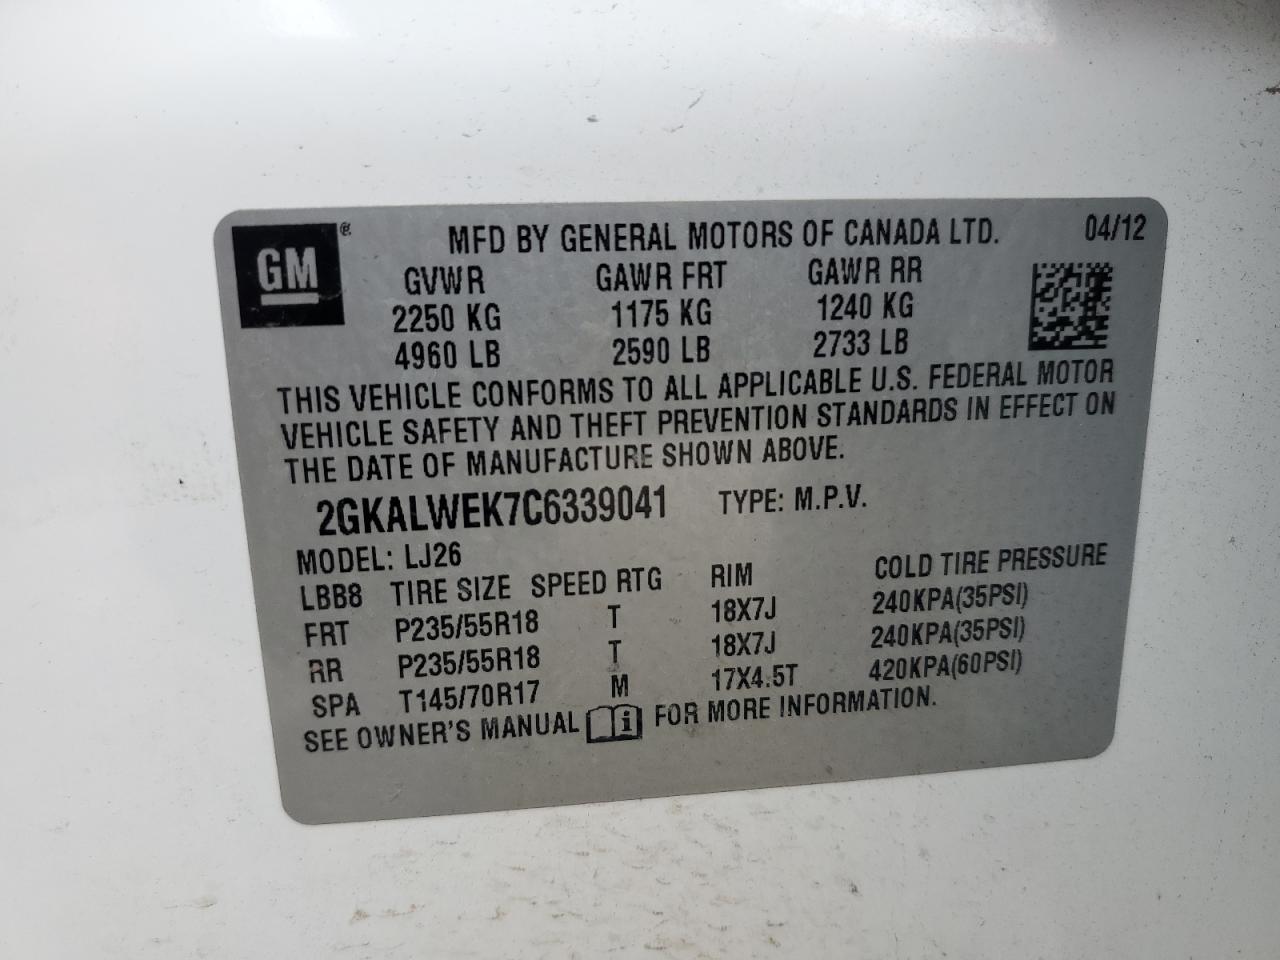 GM ®
MFD BY GENERAL MOTORS OF CANADA LTD. 04/12
GVWR GAWR FRT GAWR RR
2250 KG 1175 KG 1240 KG
4960 LB 2590 LB 2733 LB
THIS VEHICLE CONFORMS TO ALL APPLICABLE U.S. FEDERAL MOTOR
VEHICLE SAFETY AND THEFT PREVENTION STANDARDS IN EFFECT ON
THE DATE OF MANUFACTURE SHOWN ABOVE.
2GKALWEK7C6339041 TYPE: M.P.V.
MODEL: LJ26
LBB8 TIRE SIZE SPEED RTG RIM COLD TIRE PRESSURE
FRT P235/55R18 T 18X7J 240KPA(35PSI)
RR P235/55R18 T 18X7J 240KPA(35PSI)
SPA T145/70R17 M 17X4.5T 420KPA(60PSI)
SEE OWNER'S MANUAL i FOR MORE INFORMATION.